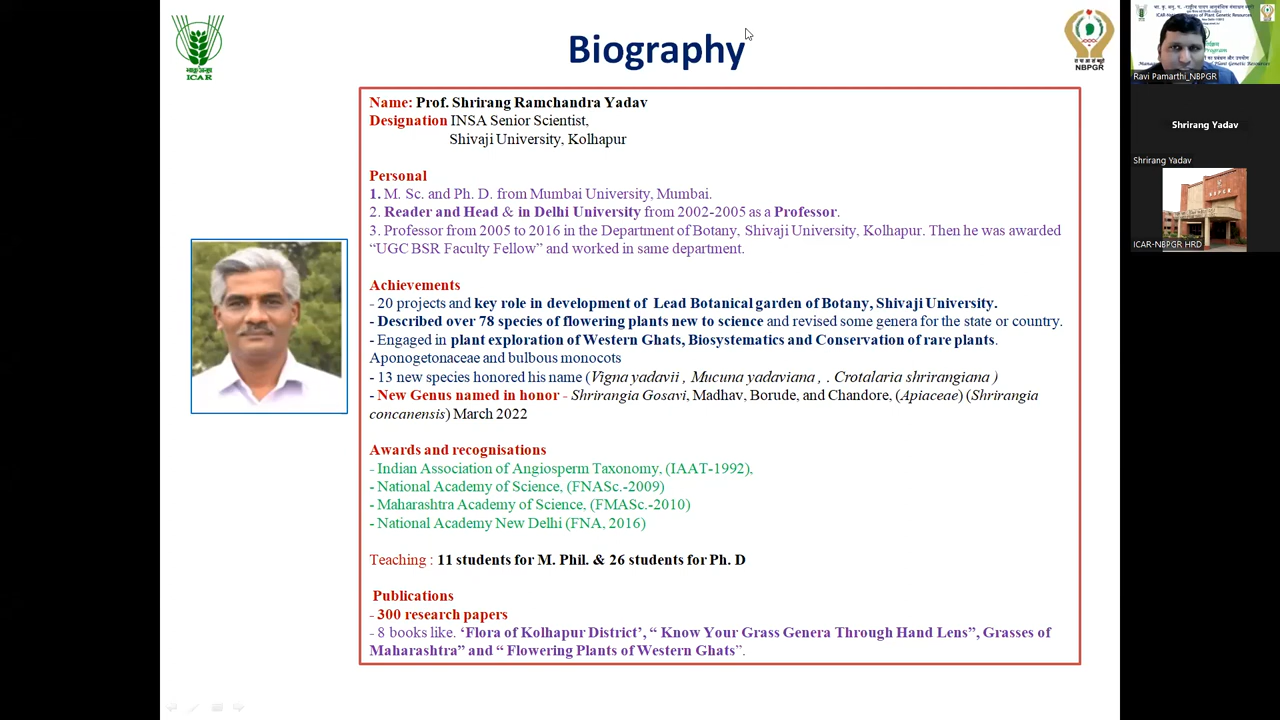 Biography
ICAR
NBPGR
Name: Prof. Shrirang Ramchandra Yadav
Designation INSA Senior Scientist,
Shivaji University, Kolhapur
Personal
1. M. Sc. and Ph. D. from Mumbai University, Mumbai.
2. Reader and Head & in Delhi University from 2002-2005 as a Professor.
3. Professor from 2005 to 2016 in the Department of Botany, Shivaji University, Kolhapur. Then he was awarded
“UGC BSR Faculty Fellow” and worked in same department.
Achievements
- 20 projects and key role in development of Lead Botanical garden of Botany, Shivaji University.
- Described over 78 species of flowering plants new to science and revised some genera for the state or country.
- Engaged in plant exploration of Western Ghats, Biosystematics and Conservation of rare plants.
Aponogetonaceae and bulbous monocots
- 13 new species honored his name (Vigna yadavii , Mucuna yadaviana , . Crotalaria shrirangiana )
- New Genus named in honor - Shrirangia Gosavi, Madhav, Borude, and Chandore, (Apiaceae) (Shrirangia
concanensis) March 2022
Awards and recognisations
- Indian Association of Angiosperm Taxonomy, (IAAT-1992),
- National Academy of Science, (FNASc.-2009)
- Maharashtra Academy of Science, (FMASc.-2010)
- National Academy New Delhi (FNA, 2016)
Teaching : 11 students for M. Phil. & 26 students for Ph. D
Publications
- 300 research papers
- 8 books like. ‘Flora of Kolhapur District’, “ Know Your Grass Genera Through Hand Lens”, Grasses of
Maharashtra” and “ Flowering Plants of Western Ghats”.
Ravi Pamarthi_NBPGR
Shrirang Yadav
Shrirang Yadav
ICAR-NBPGR HRD